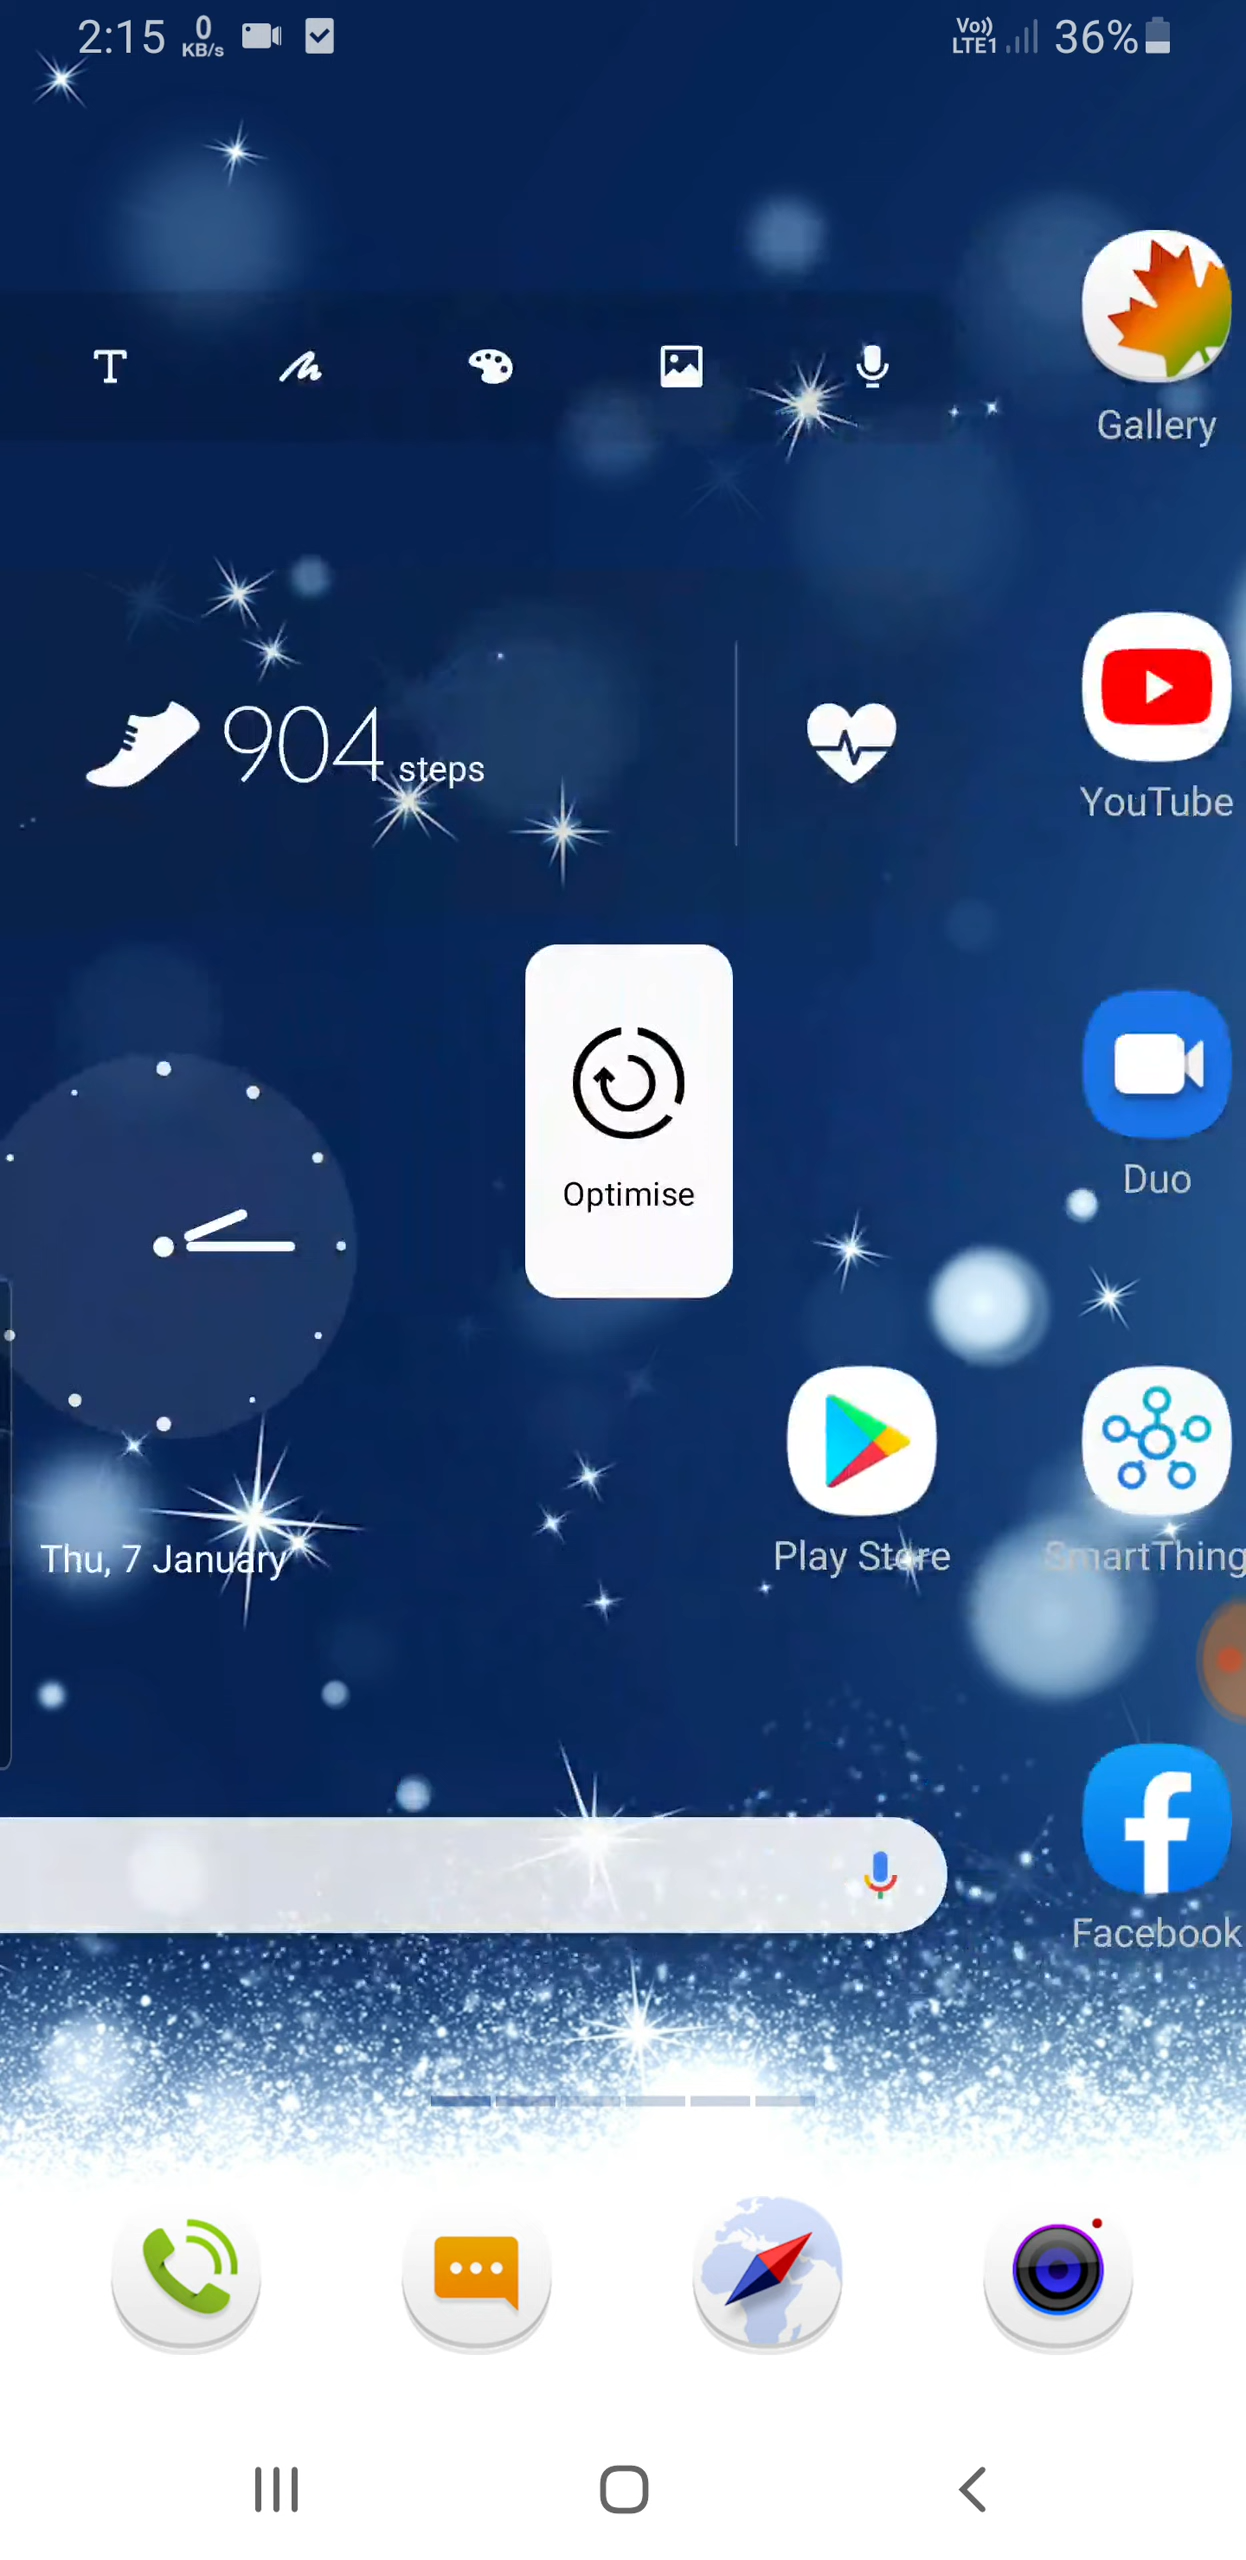 2:15 0 KB/s Vo)) LTE1 36%
T
Gallery
904 steps
YouTube
Optimise
Duo
Thu, 7 January
Play Store
SmartThing
Facebook